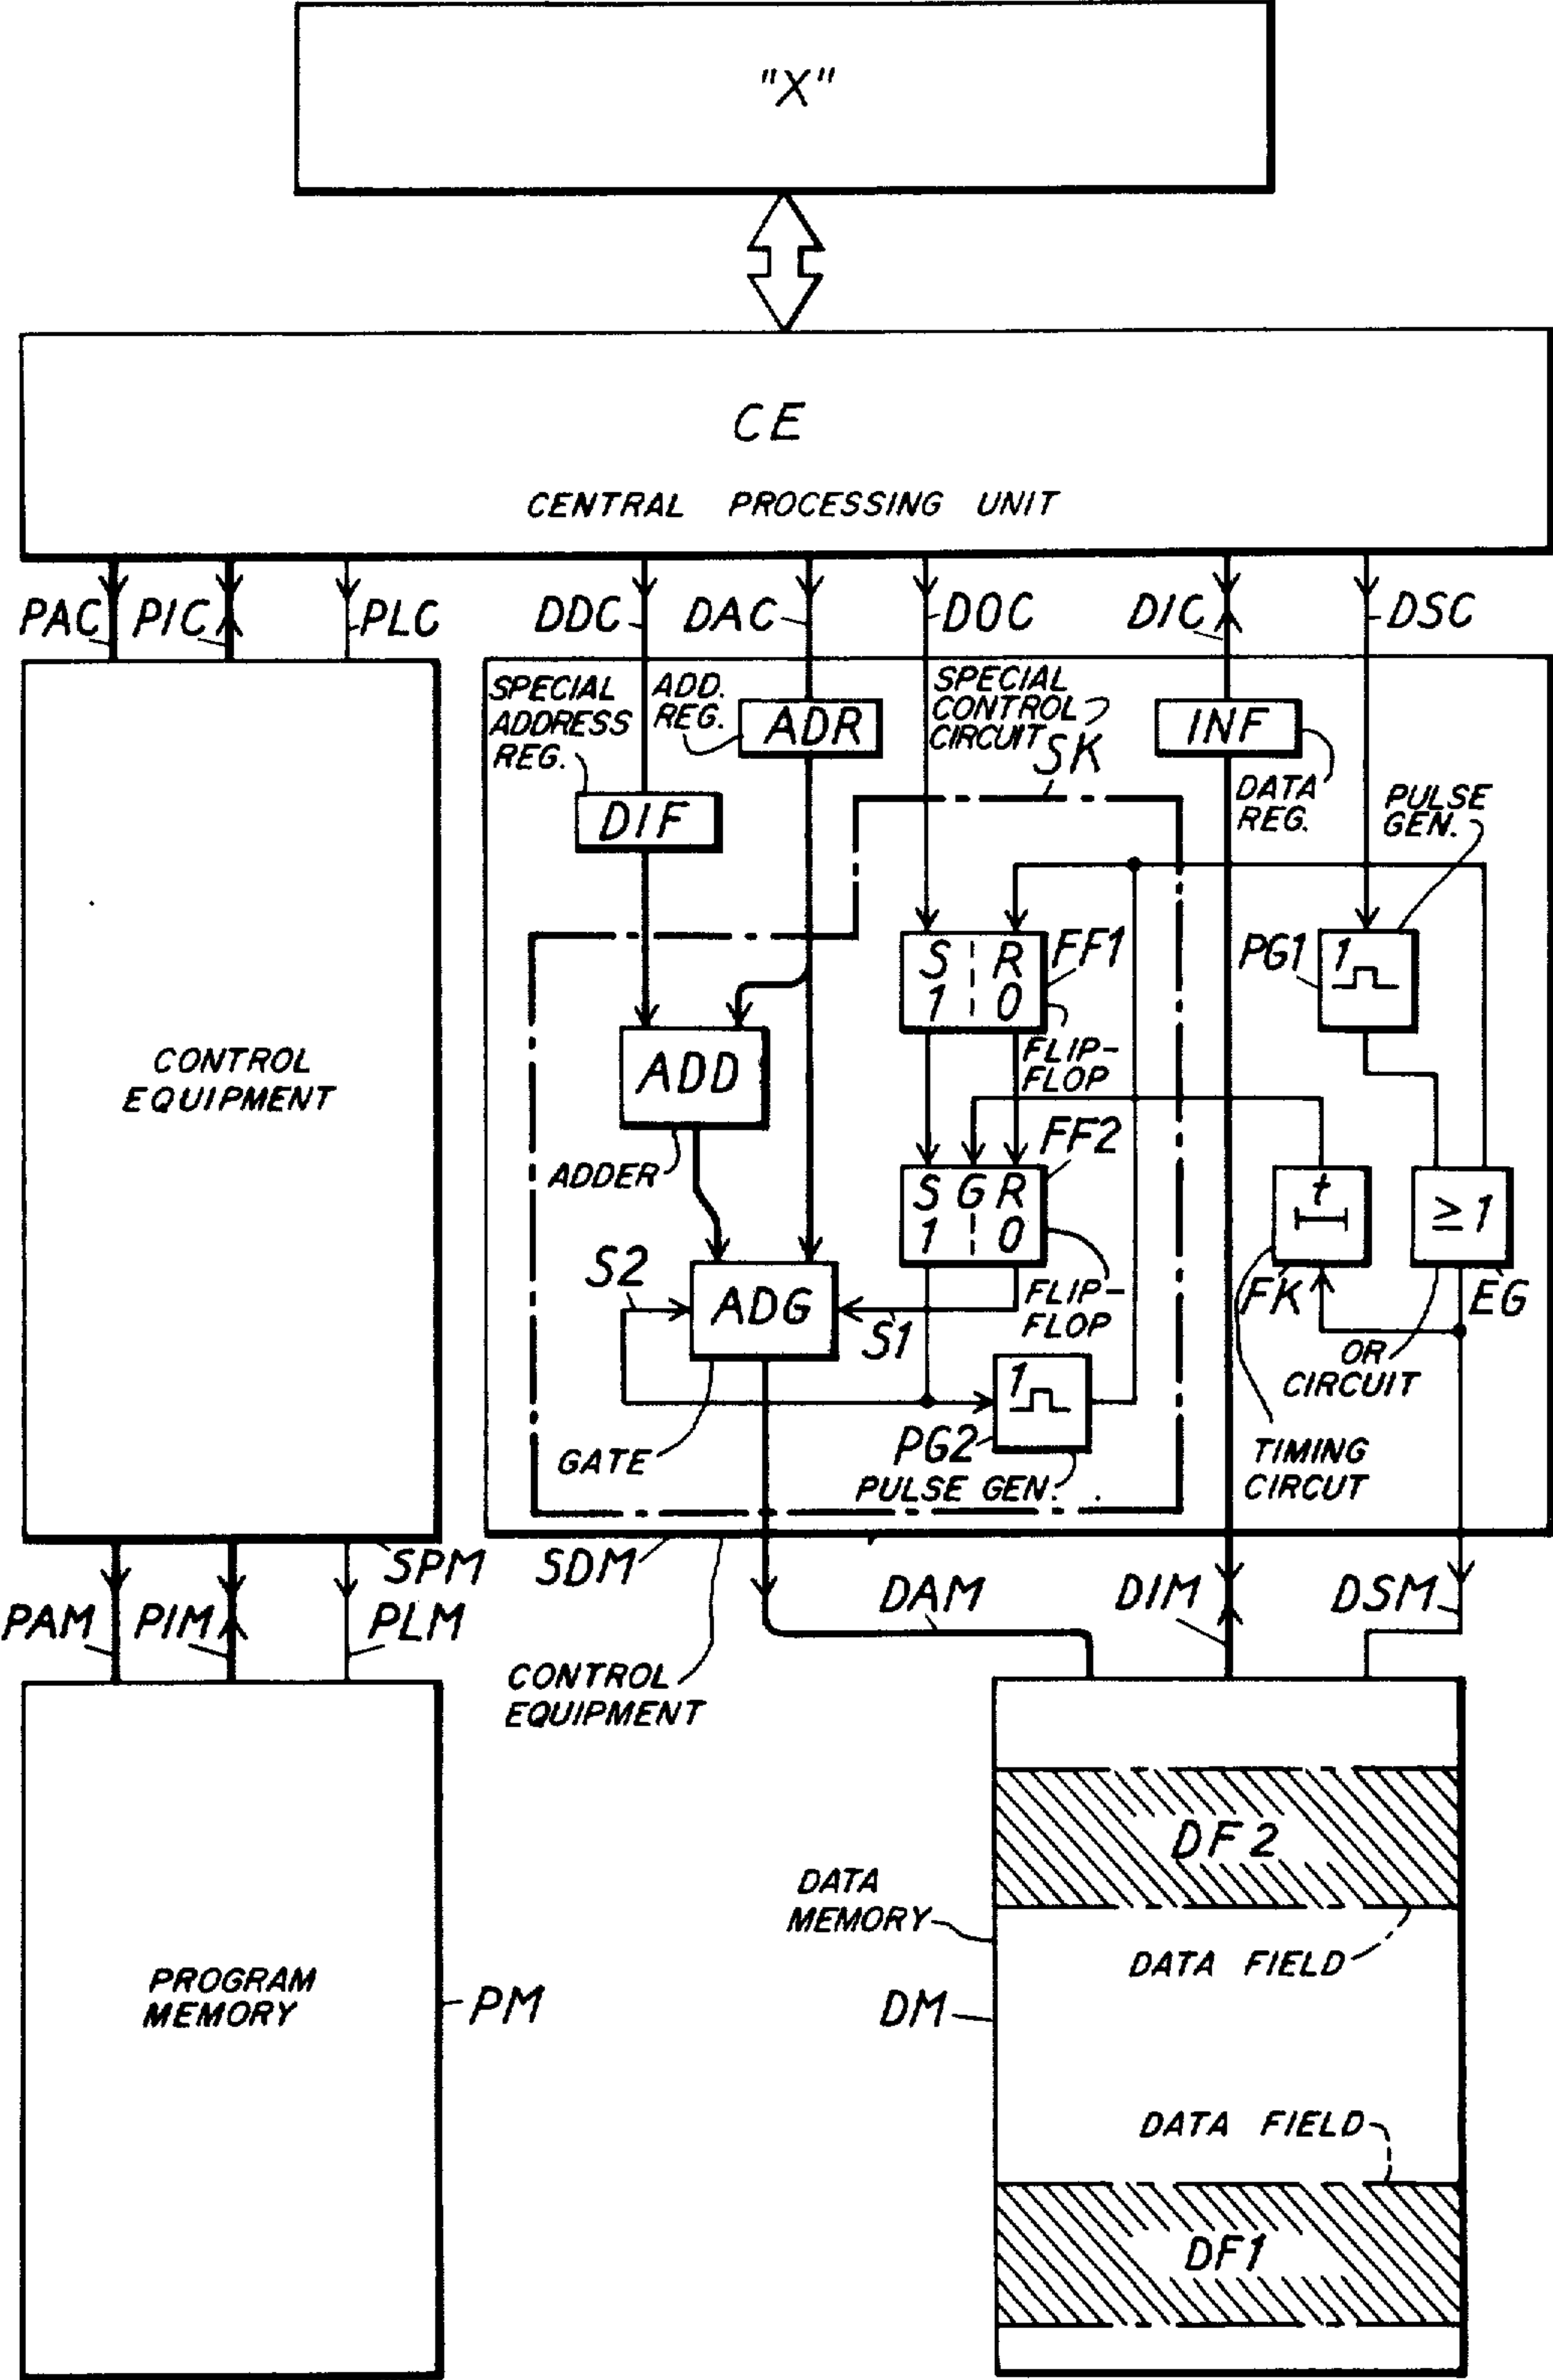 "X"
CE
CENTRAL PROCESSING UNIT
PAC PIC PLC DDC DAC DOC DIC DSC
SPECIAL
ADDRESS
REG.
ADD.
REG.
ADR
SPECIAL
CONTROL
CIRCUIT
SK
INF
DATA
REG.
PULSE
GEN.
DIF
S R
1 0
FF1
FLIP-
FLOP
PG1
1
CONTROL
EQUIPMENT
ADD
ADDER
S G R
1 0
FF2
FLIP-
FLOP
t
FK
≥1
EG
S2
ADG
S1
OR
CIRCUIT
1
GATE
PG2
PULSE GEN.
TIMING
CIRCUT
SPM
SDM
PAM PIM PLM
DAM DIM DSM
CONTROL
EQUIPMENT
DF2
DATA
MEMORY
DATA FIELD
PROGRAM
MEMORY
PM
DM
DATA FIELD
DF1